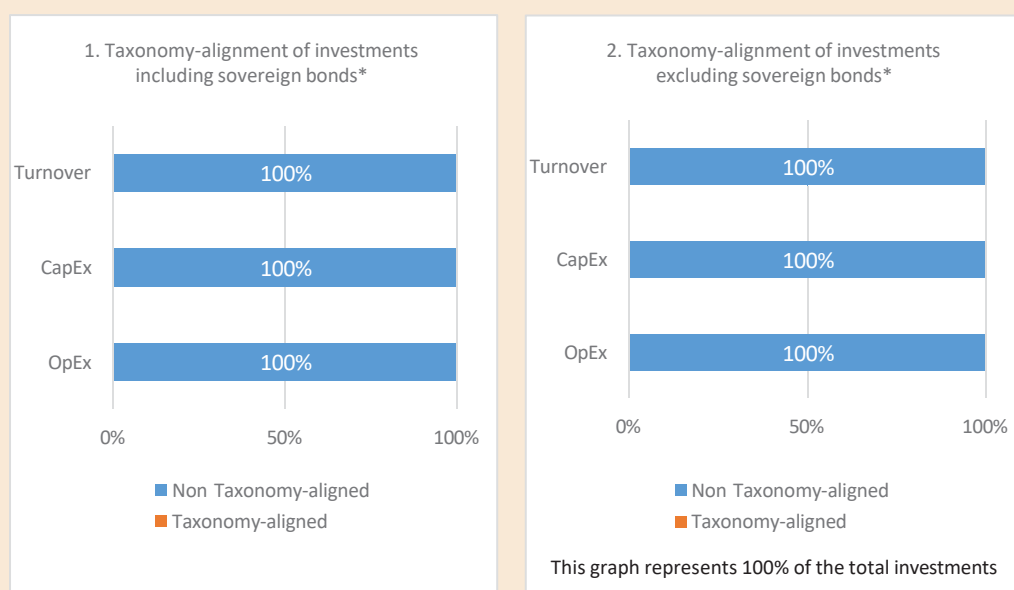 1. Taxonomy-alignment of investments
including sovereign bonds*
Turnover
100%
CapEx
100%
OpEx
100%
0%
50%
100%
Non Taxonomy-aligned
Taxonomy-aligned
2. Taxonomy-alignment of investments
excluding sovereign bonds*
Turnover
100%
CapEx
100%
OpEx
100%
0%
50%
100%
Non Taxonomy-aligned
Taxonomy-aligned
This graph represents 100% of the total investments